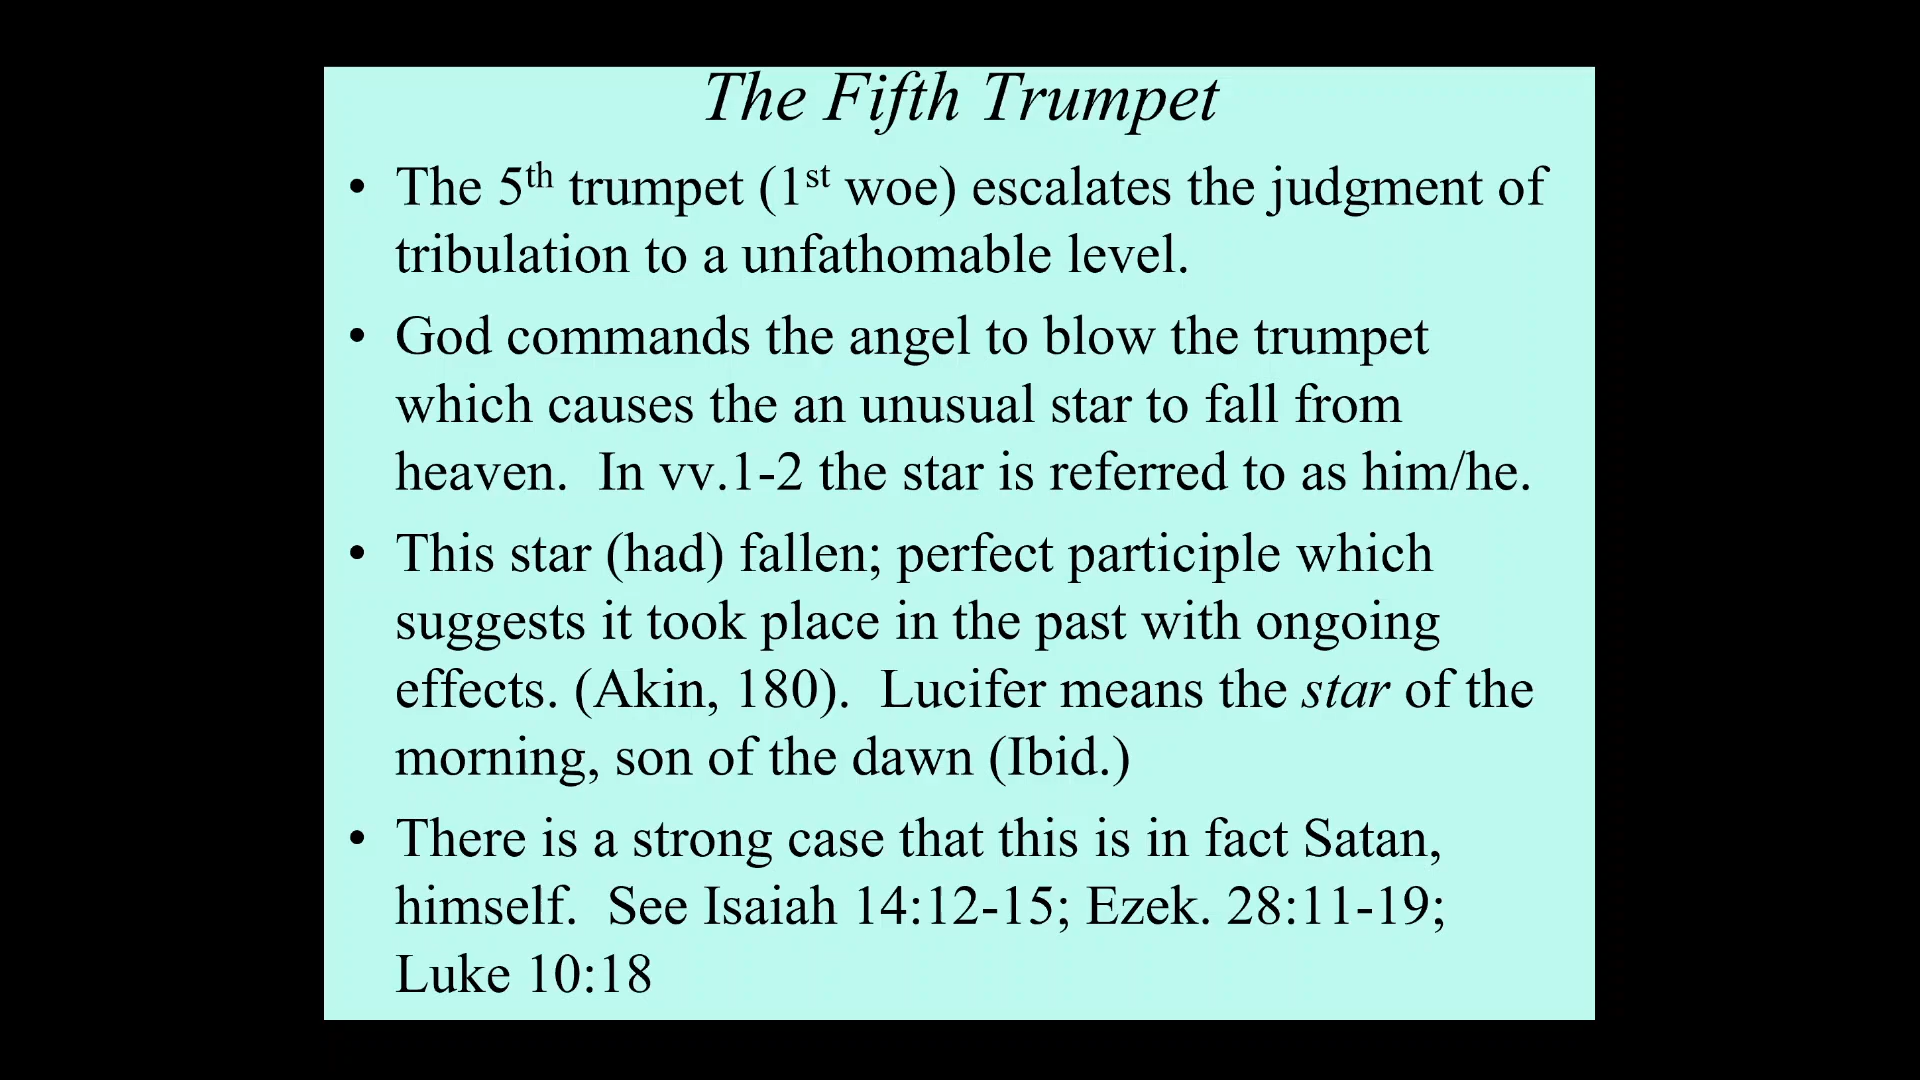 The Fifth Trumpet
• The 5th trumpet (1st woe) escalates the judgment of
tribulation to a unfathomable level.
• God commands the angel to blow the trumpet
which causes the an unusual star to fall from
heaven.  In vv.1-2 the star is referred to as him/he.
• This star (had) fallen; perfect participle which
suggests it took place in the past with ongoing
effects. (Akin, 180).  Lucifer means the star of the
morning, son of the dawn (Ibid.)
• There is a strong case that this is in fact Satan,
himself.  See Isaiah 14:12-15; Ezek. 28:11-19;
Luke 10:18